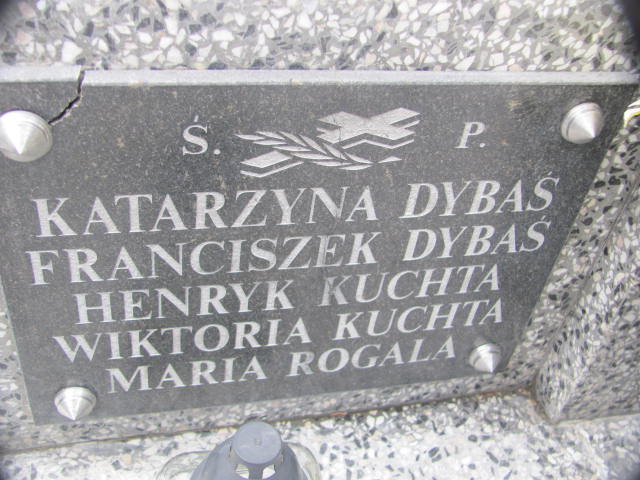 Ś. P.
KATARZYNA DYBAŚ
FRANCISZEK DYBAŚ
HENRYK KUCHTA
WIKTORIA KUCHTA
MARIA ROGALA